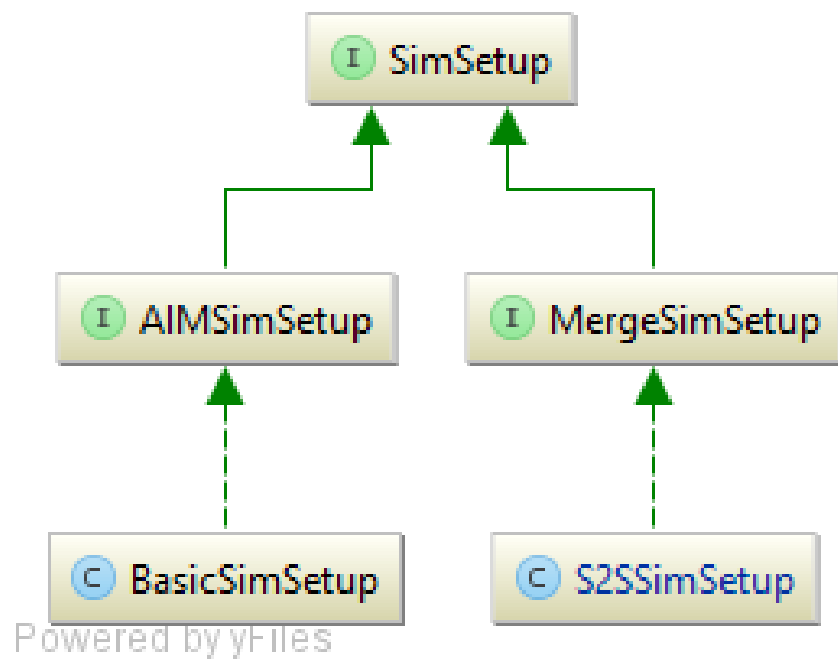 I SimSetup
I AIMSimSetup
I MergeSimSetup
C BasicSimSetup
C S2SSimSetup
Powered by yFiles